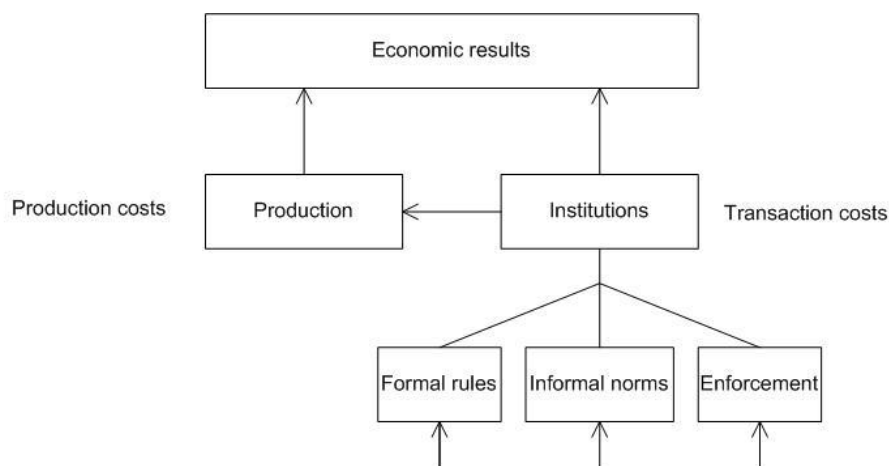 Economic results
Production costs
Production
Institutions
Transaction costs
Formal rules
Informal norms
Enforcement